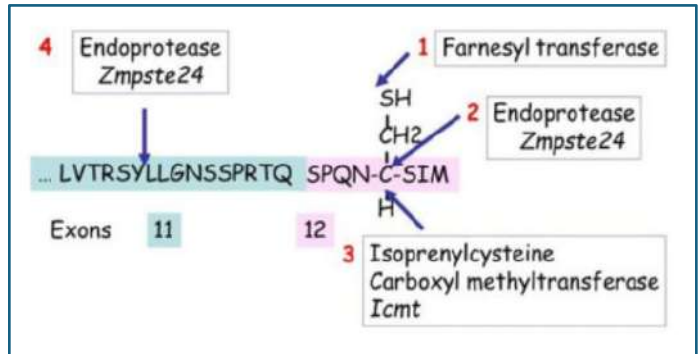 4 Endoprotease
Zmpste24
1 Farnesyl transferase
SH
CH2
2 Endoprotease
Zmpste24
... LVTRSYLLGNSSPRTQ SPQN-C-SIM
H
Exons 11 12
3 Isoprenylcysteine
Carboxyl methyltransferase
Icmt